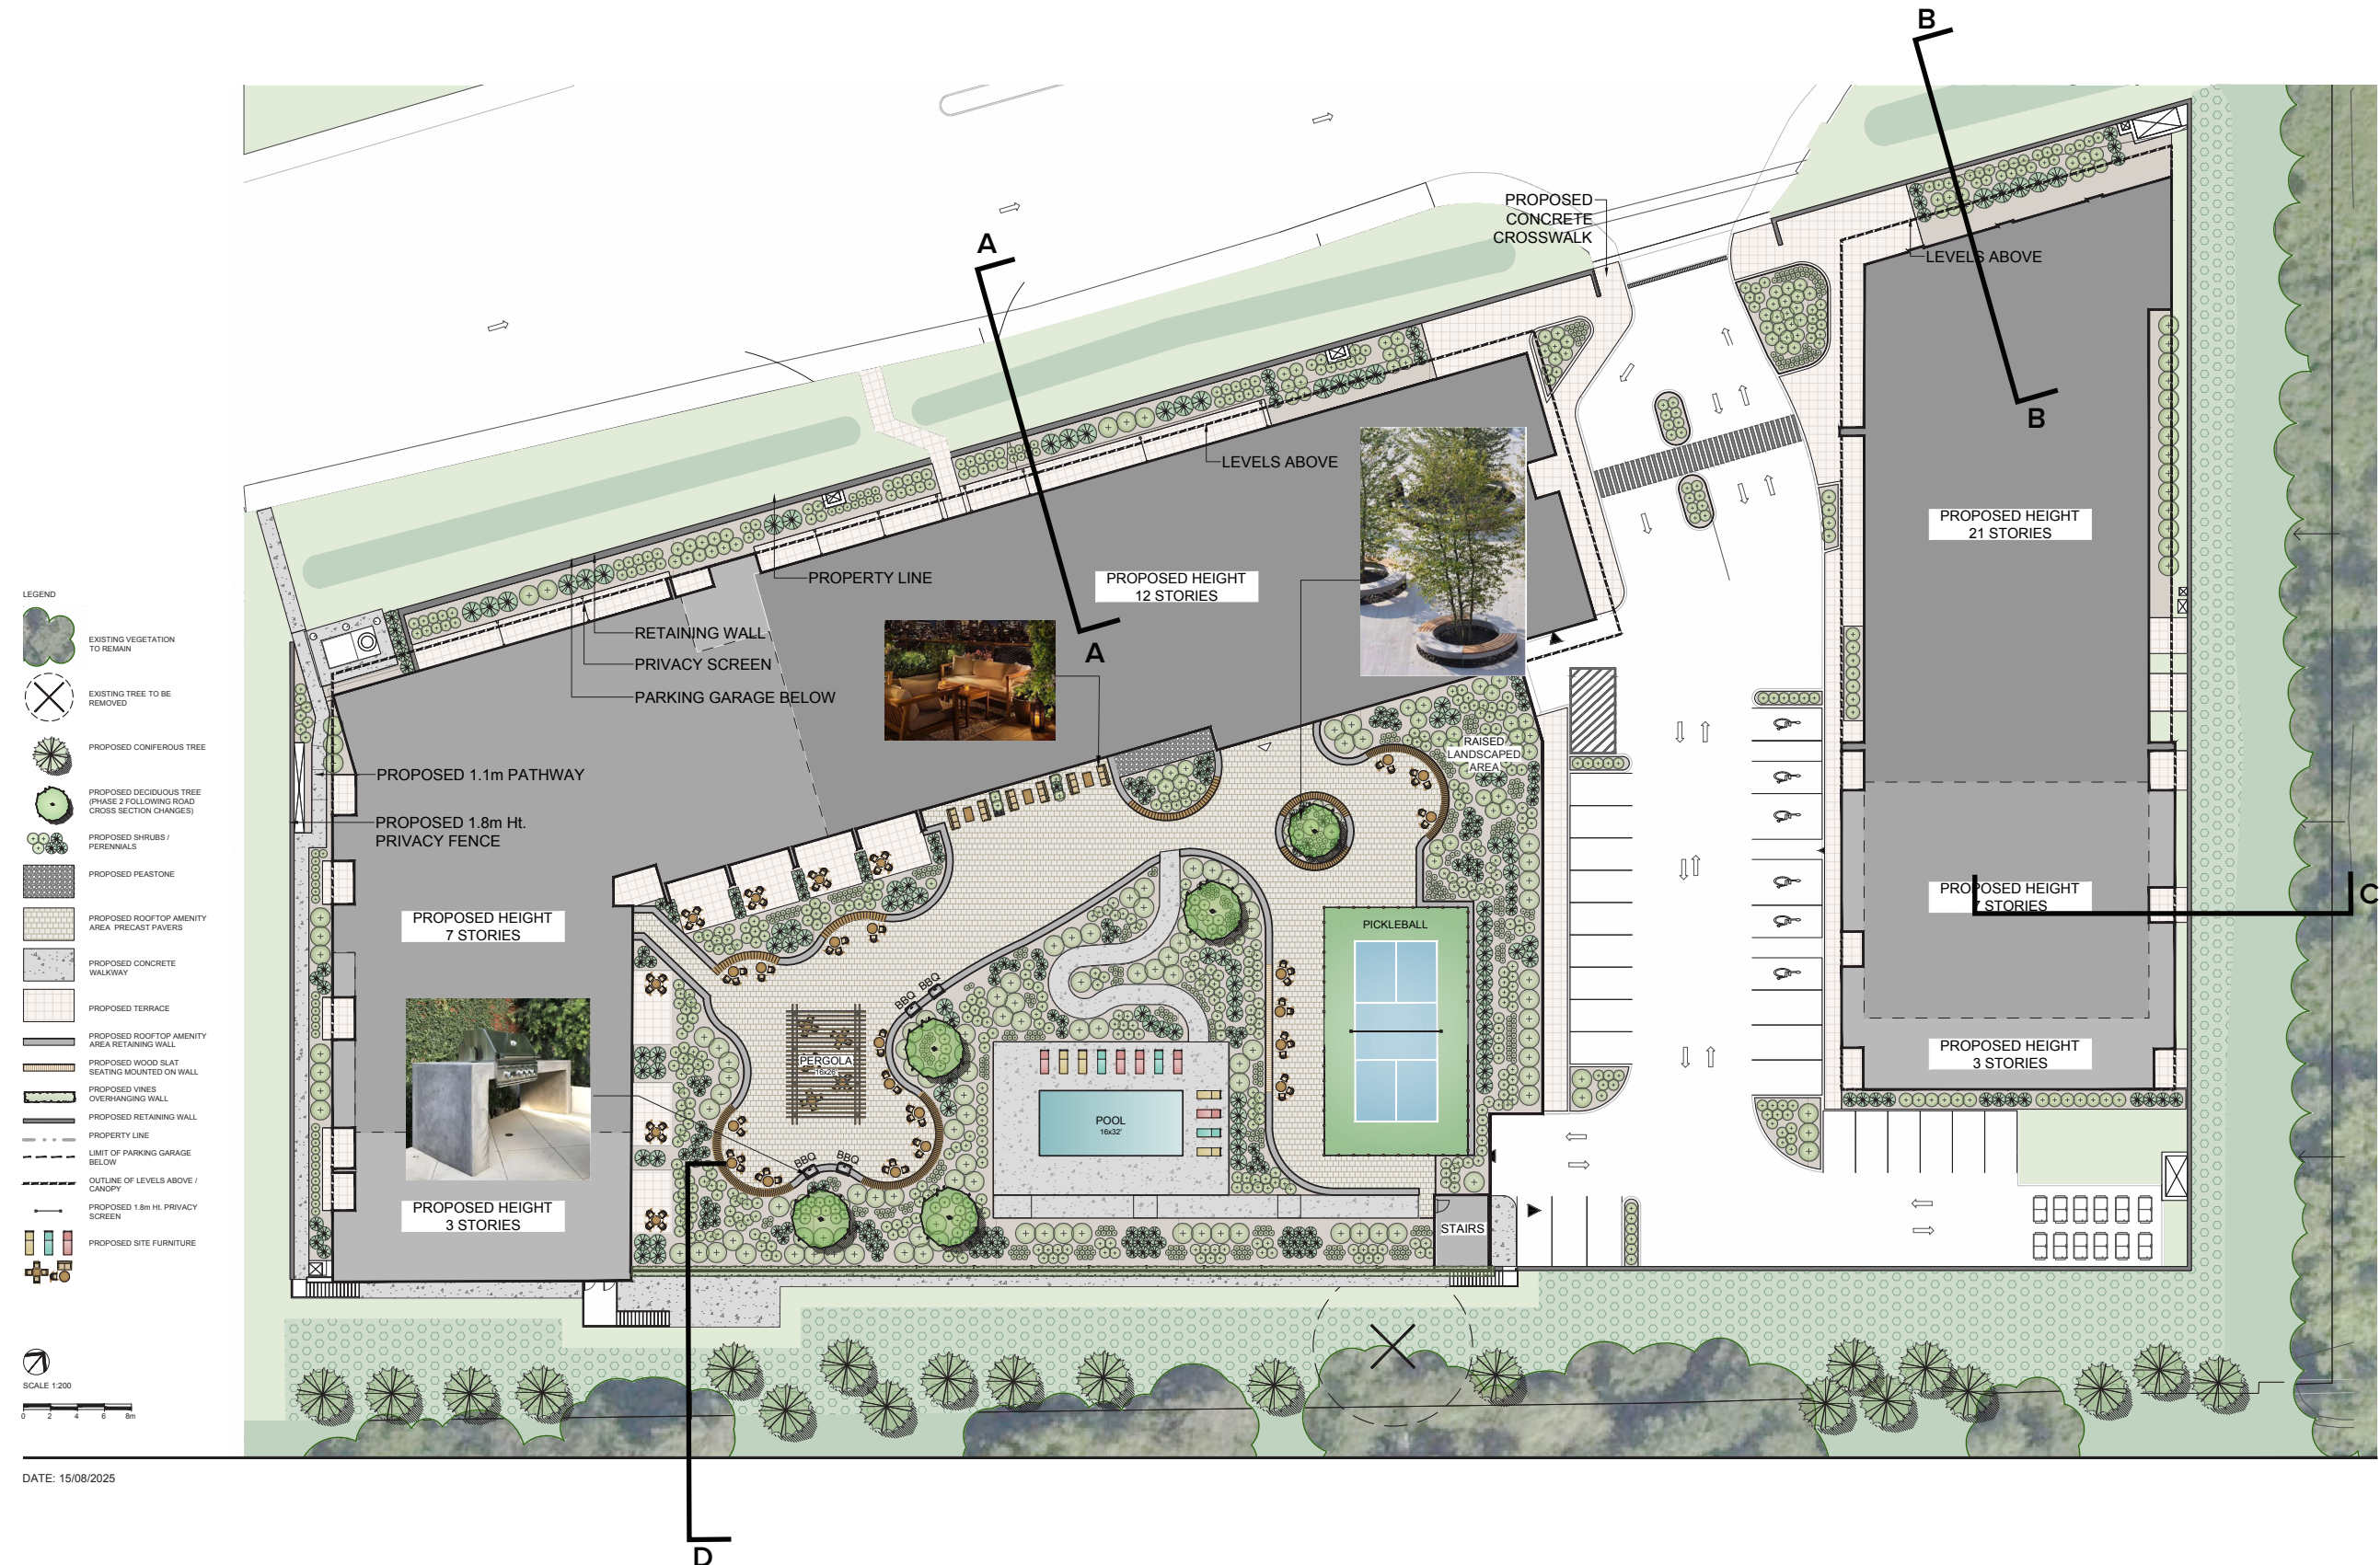 B
PROPOSED
CONCRETE
CROSSWALK
A
LEVELS ABOVE
B
LEVELS ABOVE
PROPOSED HEIGHT
21 STORIES
PROPERTY LINE
PROPOSED HEIGHT
12 STORIES
RETAINING WALL
A
PRIVACY SCREEN
PARKING GARAGE BELOW
RAISED
LANDSCAPED
AREA
PROPOSED 1.1m PATHWAY
PROPOSED 1.8m Ht.
PRIVACY FENCE
PROPOSED HEIGHT
7 STORIES
PICKLEBALL
PROPOSED HEIGHT
7 STORIES
C
BBQ
BBQ
PERGOLA
16x26'
PROPOSED HEIGHT
3 STORIES
POOL
16x32'
BBQ
BBQ
PROPOSED HEIGHT
3 STORIES
STAIRS
D
LEGEND
EXISTING VEGETATION
TO REMAIN
EXISTING TREE TO BE
REMOVED
PROPOSED CONIFEROUS TREE
PROPOSED DECIDUOUS TREE
(PHASE 2 FOLLOWING ROAD
CROSS SECTION CHANGES)
PROPOSED SHRUBS /
PERENNIALS
PROPOSED PEASTONE
PROPOSED ROOFTOP AMENITY
AREA PRECAST PAVERS
PROPOSED CONCRETE
WALKWAY
PROPOSED TERRACE
PROPOSED ROOFTOP AMENITY
AREA RETAINING WALL
PROPOSED WOOD SLAT
SEATING MOUNTED ON WALL
PROPOSED VINES
OVERHANGING WALL
PROPOSED RETAINING WALL
PROPERTY LINE
LIMIT OF PARKING GARAGE
BELOW
OUTLINE OF LEVELS ABOVE /
CANOPY
PROPOSED 1.8m Ht. PRIVACY
SCREEN
PROPOSED SITE FURNITURE
SCALE 1:200
0 2 4 6 8m
DATE: 15/08/2025